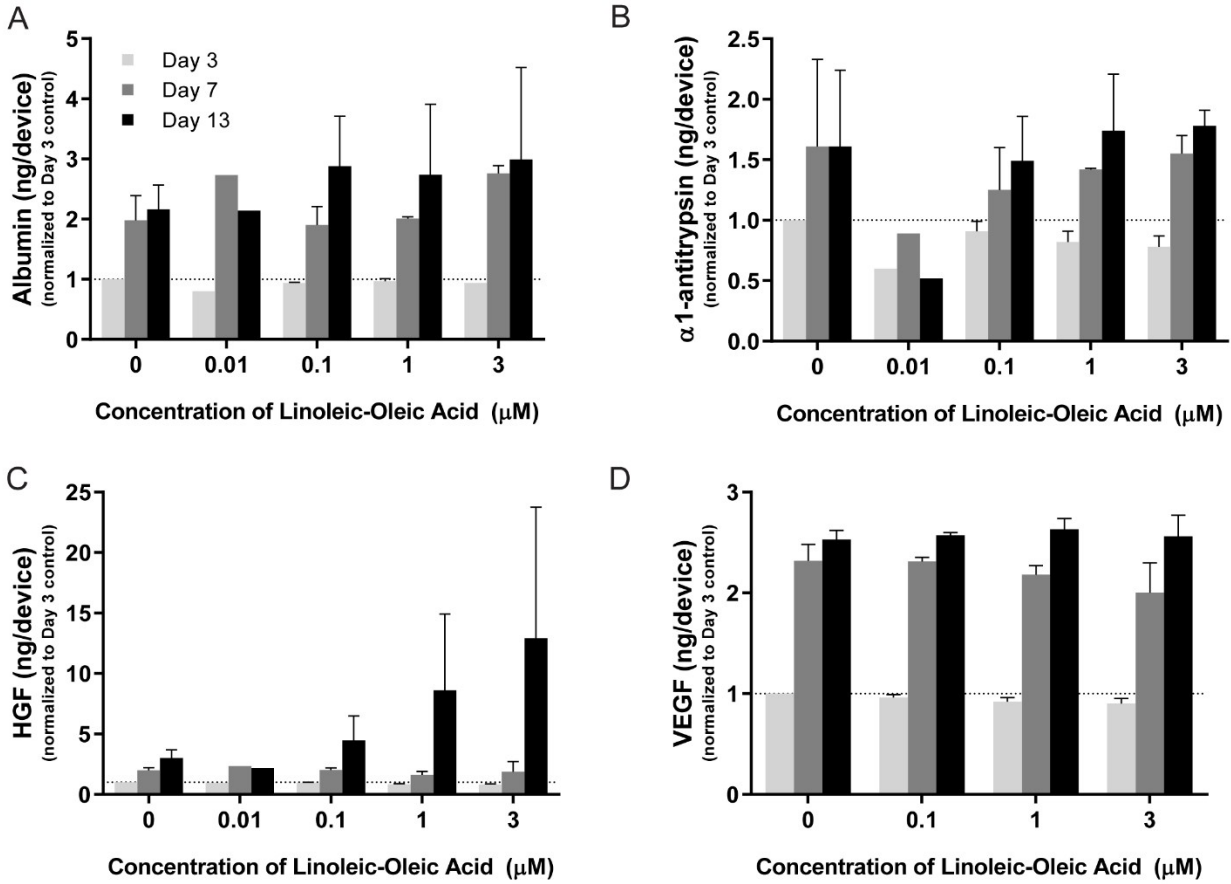 A
Albumin (ng/device)
(normalized to Day 3 control)
5
4
3
2
1
0
Day 3
Day 7
Day 13
0 0.01 0.1 1 3
Concentration of Linoleic-Oleic Acid (μM)
B
α1-antitrypsin (ng/device)
(normalized to Day 3 control)
2.5
2.0
1.5
1.0
0.5
0.0
0 0.01 0.1 1 3
Concentration of Linoleic-Oleic Acid (μM)
C
HGF (ng/device)
(normalized to Day 3 control)
25
20
15
10
5
0
0 0.01 0.1 1 3
Concentration of Linoleic-Oleic Acid (μM)
D
VEGF (ng/device)
(normalized to Day 3 control)
3
2
1
0
0 0.1 1 3
Concentration of Linoleic-Oleic Acid (μM)